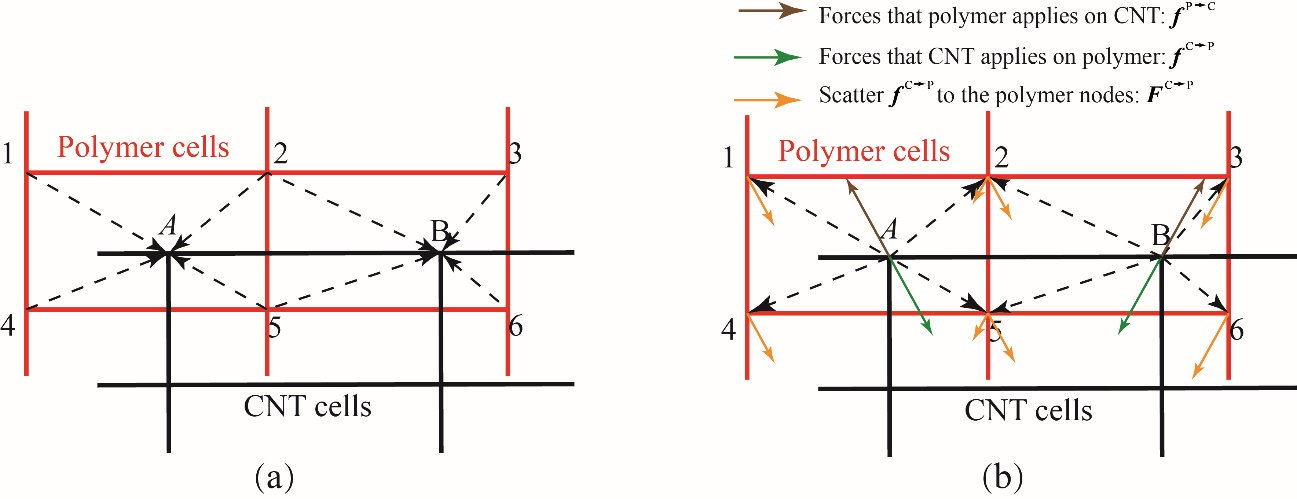 Forces that polymer applies on CNT: f^P→C
Forces that CNT applies on polymer: f^C→P
Scatter f^C→P to the polymer nodes: F^C→P
1 Polymer cells 2 3
A B
4 5 6
CNT cells
(a)
1 Polymer cells 2 3
A B
4 5 6
CNT cells
(b)